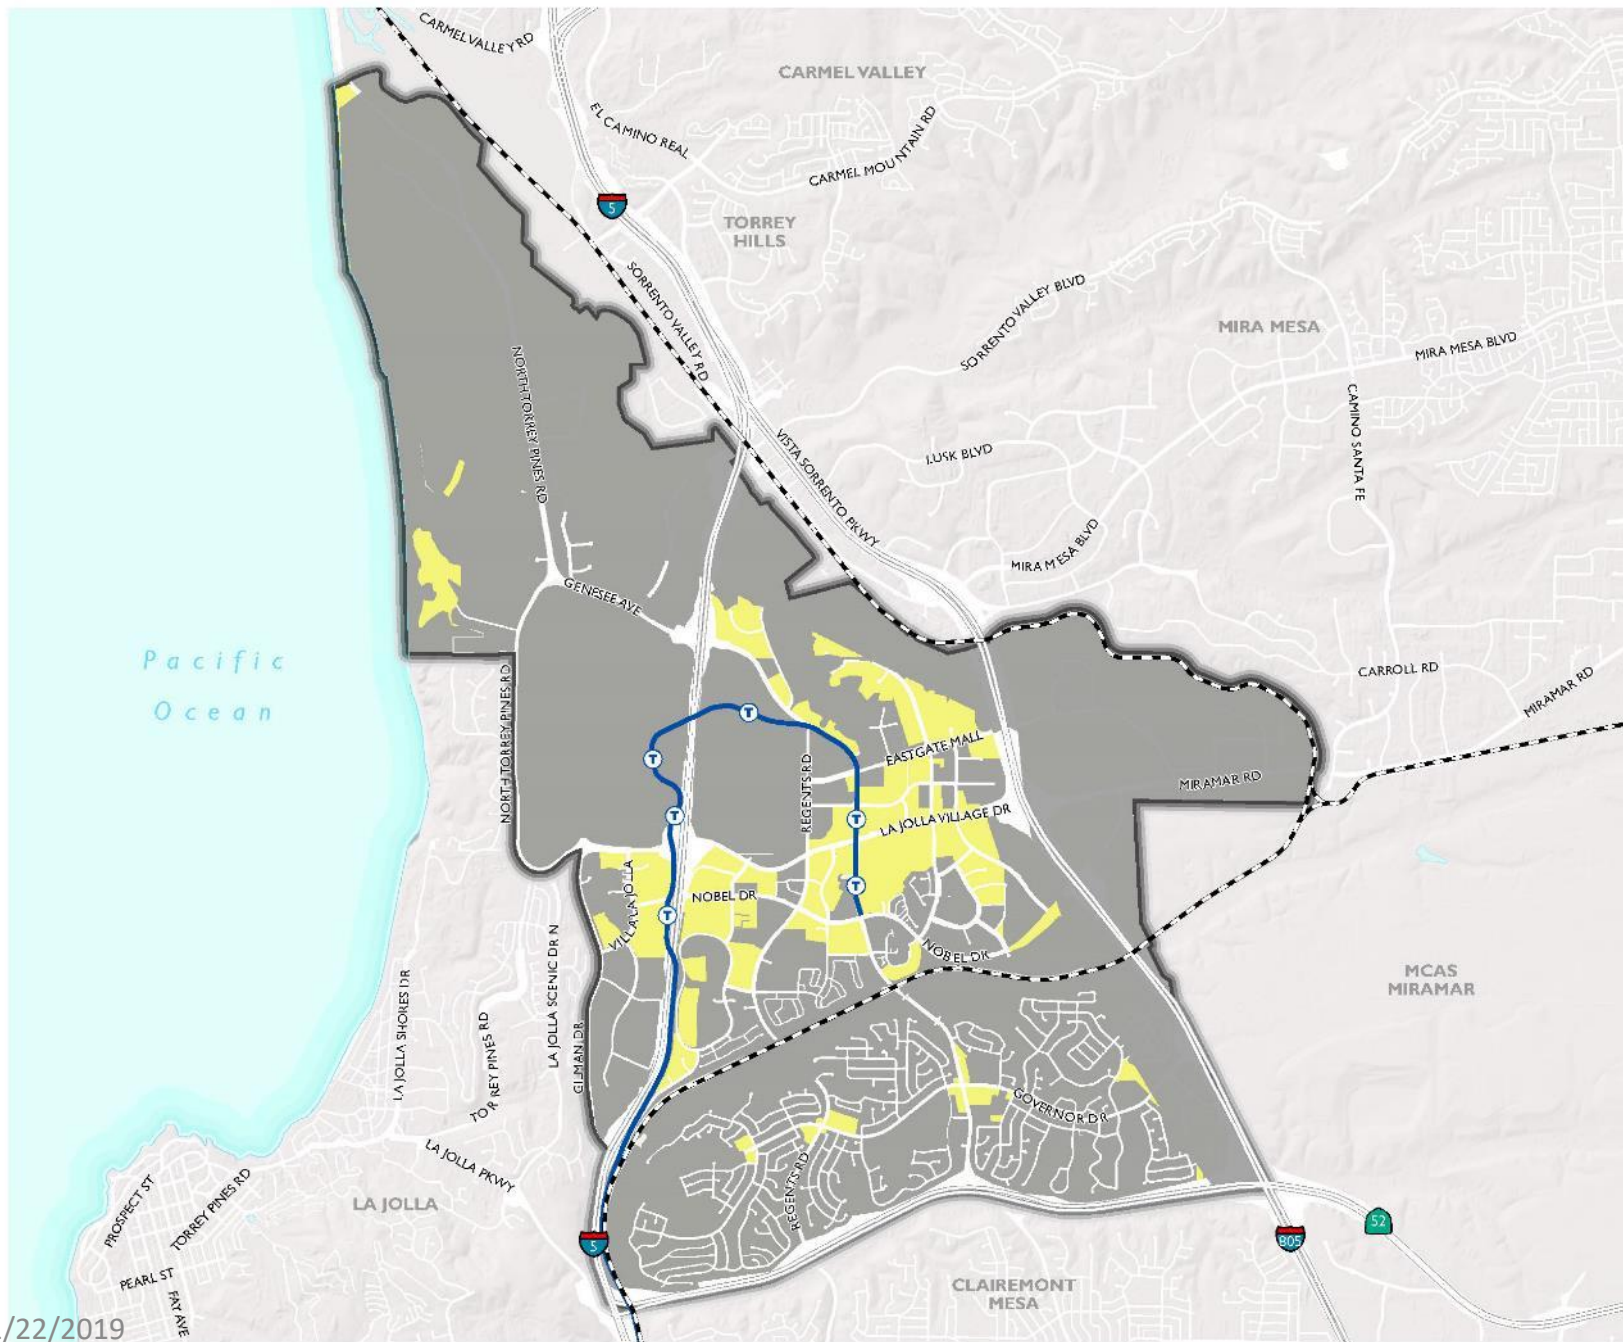 CARMEL VALLEY RD
CARMEL VALLEY
EL CAMINO REAL
CARMEL MOUNTAIN RD
5
TORREY
HILLS
SORRENTO VALLEY RD
SORRENTO VALLEY BLVD
MIRA MESA
MIRA MESA BLVD
NORTH TORREY PINES RD
CAMINO SANTA FE
VISTA SORRENTO PKWY
LUSK BLVD
MIRA MESA BLVD
GENESEE AVE
Pacific
Ocean
NORTH TORREY PINES RD
CARROLL RD
MIRAMAR RD
T
T
REGENTS RD
EASTGATE MALL
MIRAMAR RD
T
T
LA JOLLA VILLAGE DR
T
VILLA LA JOLLA
NOBEL DR
T
NOBEL DR
LA JOLLA SCENIC DR N
LA JOLLA SHORES DR
TORREY PINES RD
GILMAN DR
MCAS
MIRAMAR
GOVERNOR DR
REGENTS RD
LA JOLLA PKWY
PROSPECT ST
TORREY PINES RD
LA JOLLA
5
805
52
PEARL ST
FAY AVE
CLAIREMONT
MESA
/22/2019